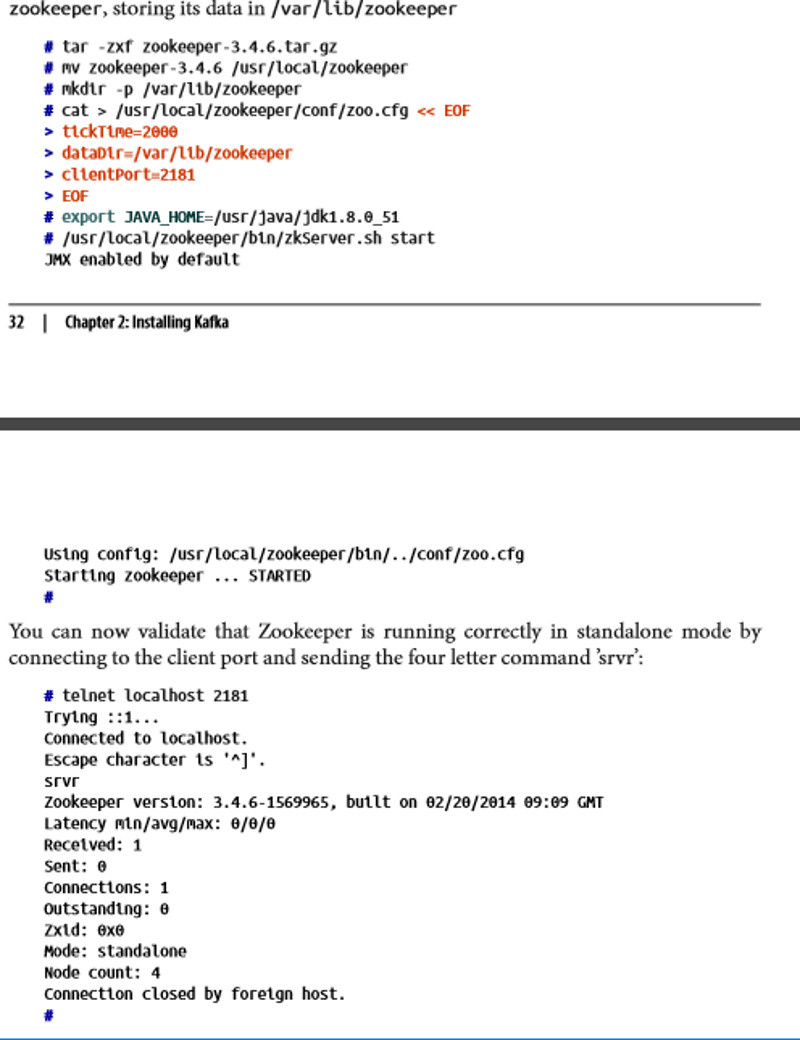 zookeeper, storing its data in /var/lib/zookeeper
# tar -zxf zookeeper-3.4.6.tar.gz
# mv zookeeper-3.4.6 /usr/local/zookeeper
# mkdir -p /var/lib/zookeeper
# cat > /usr/local/zookeeper/conf/zoo.cfg << EOF
> tickTime=2000
> dataDir=/var/lib/zookeeper
> clientPort=2181
> EOF
# export JAVA_HOME=/usr/java/jdk1.8.0_51
# /usr/local/zookeeper/bin/zkServer.sh start
JMX enabled by default
32 | Chapter 2: Installing Kafka
Using config: /usr/local/zookeeper/bin/../conf/zoo.cfg
Starting zookeeper ... STARTED
#
You can now validate that Zookeeper is running correctly in standalone mode by
connecting to the client port and sending the four letter command 'srvr':
# telnet localhost 2181
Trying ::1...
Connected to localhost.
Escape character is '^]'.
srvr
Zookeeper version: 3.4.6-1569965, built on 02/20/2014 09:09 GMT
Latency min/avg/max: 0/0/0
Received: 1
Sent: 0
Connections: 1
Outstanding: 0
Zxid: 0x0
Mode: standalone
Node count: 4
Connection closed by foreign host.
#